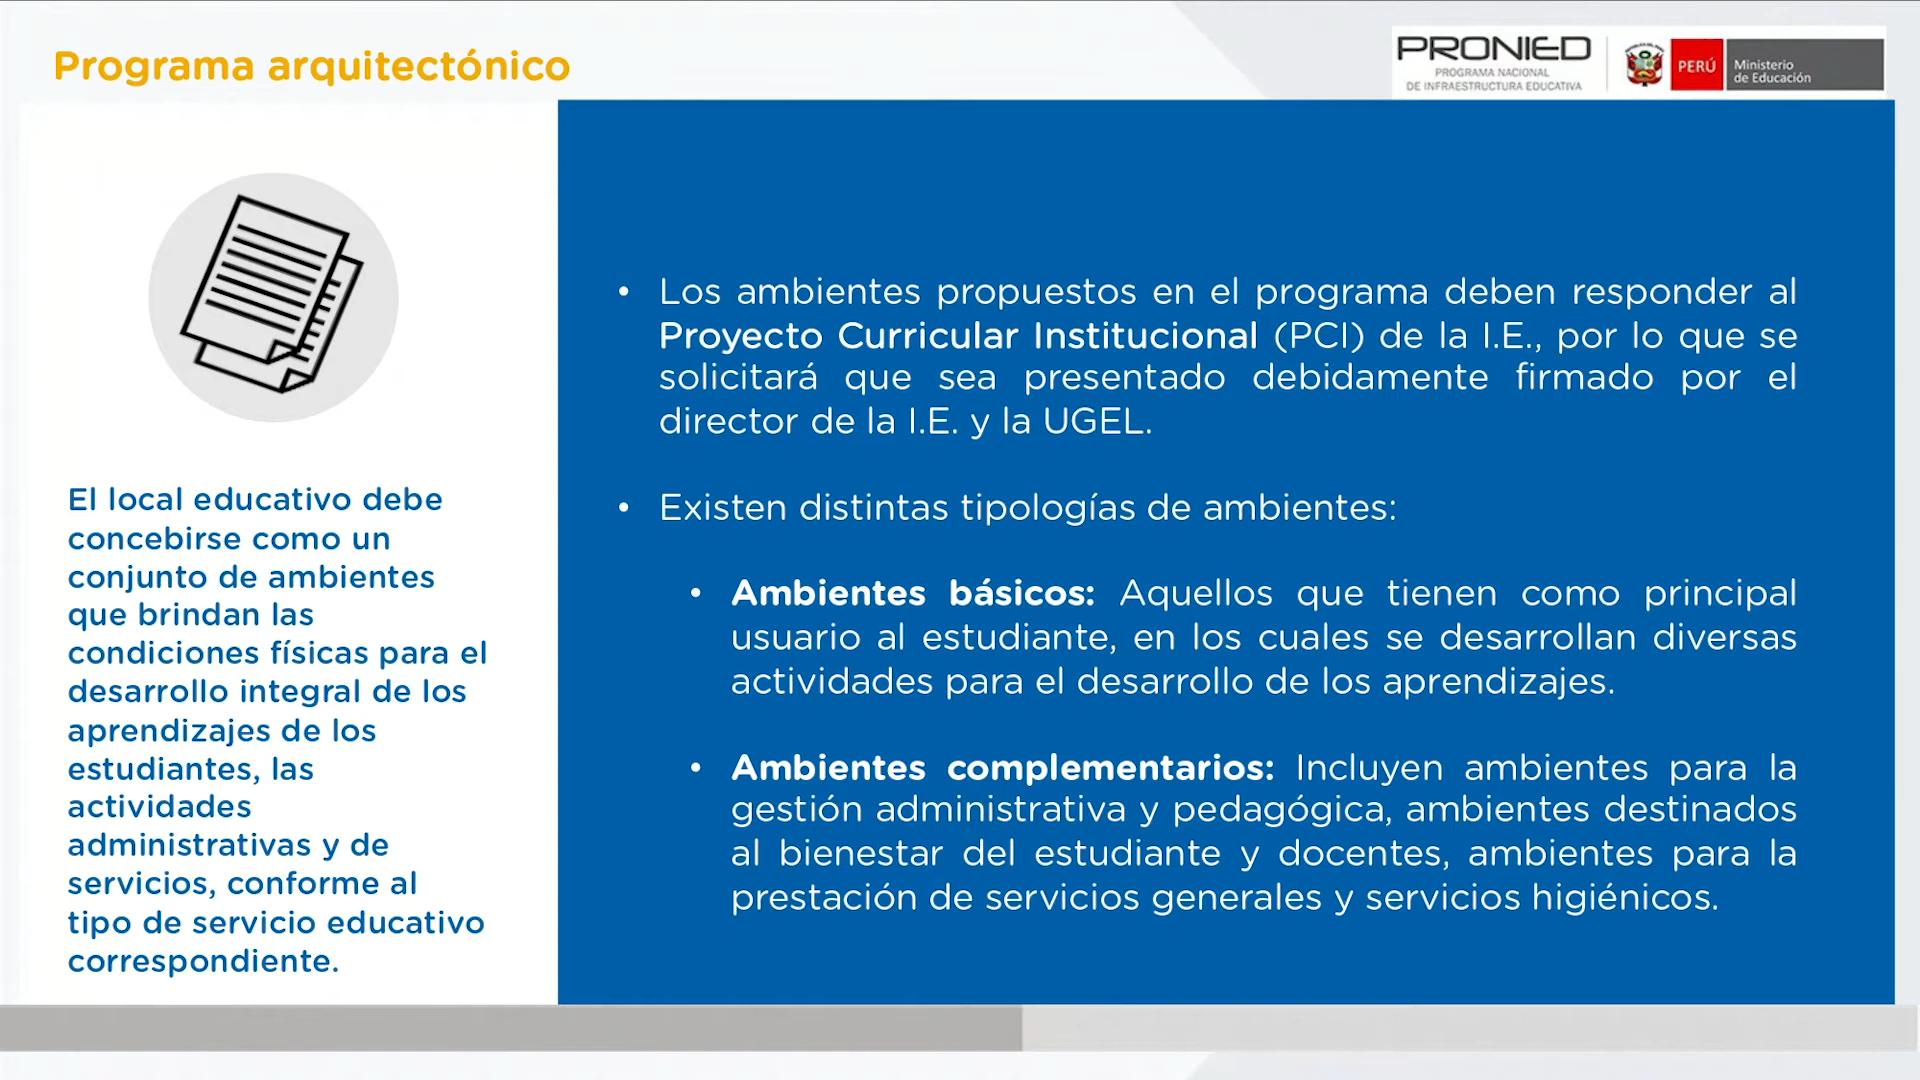 Programa arquitectónico
PRONIED
PROGRAMA NACIONAL
DE INFRAESTRUCTURA EDUCATIVA
PERÚ
Ministerio
de Educación
El local educativo debe
concebirse como un
conjunto de ambientes
que brindan las
condiciones físicas para el
desarrollo integral de los
aprendizajes de los
estudiantes, las
actividades
administrativas y de
servicios, conforme al
tipo de servicio educativo
correspondiente.
• Los ambientes propuestos en el programa deben responder al
Proyecto Curricular Institucional (PCI) de la I.E., por lo que se
solicitará que sea presentado debidamente firmado por el
director de la I.E. y la UGEL.
• Existen distintas tipologías de ambientes:
• Ambientes básicos: Aquellos que tienen como principal
usuario al estudiante, en los cuales se desarrollan diversas
actividades para el desarrollo de los aprendizajes.
• Ambientes complementarios: Incluyen ambientes para la
gestión administrativa y pedagógica, ambientes destinados
al bienestar del estudiante y docentes, ambientes para la
prestación de servicios generales y servicios higiénicos.